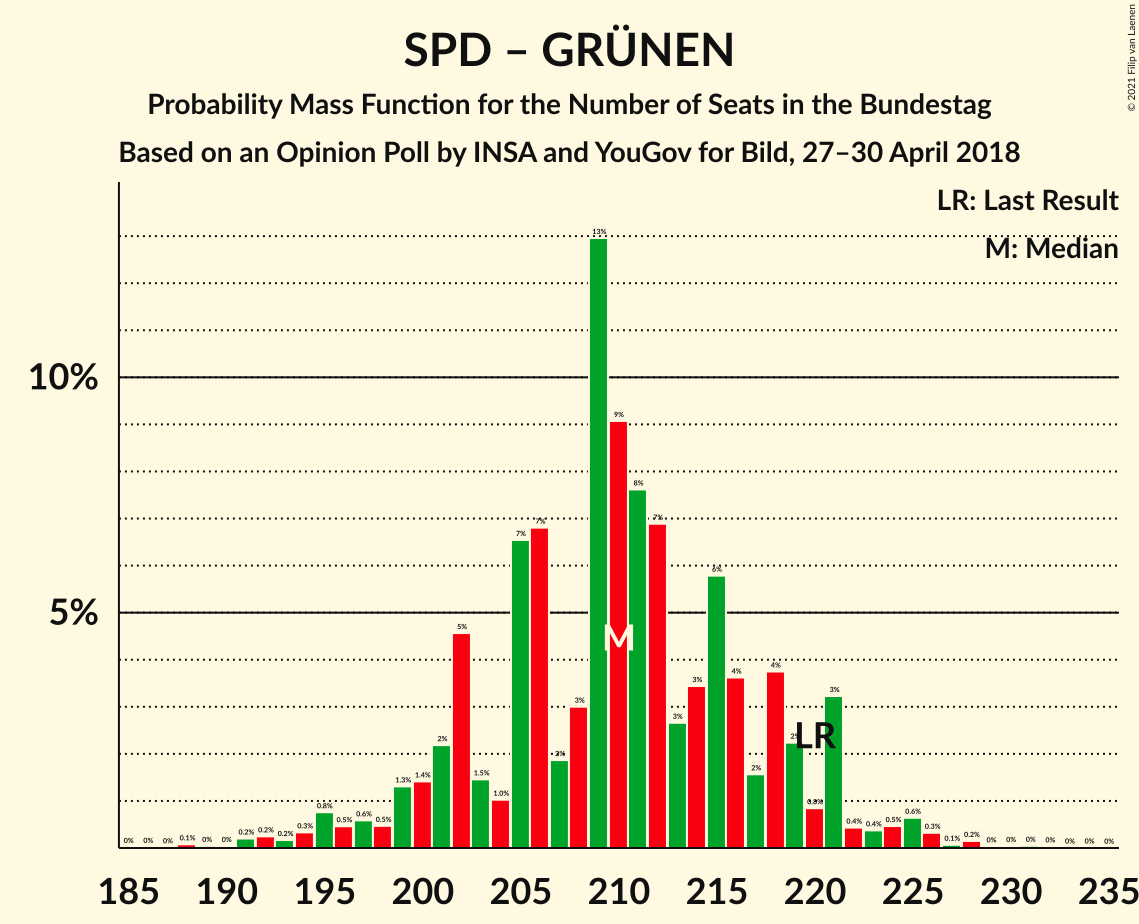 SPD – GRÜNEN
Probability Mass Function for the Number of Seats in the Bundestag
Based on an Opinion Poll by INSA and YouGov for Bild, 27–30 April 2018
© 2021 Filip van Laenen
LR: Last Result
M: Median
10%
5%
0% 0% 0% 0.1% 0% 0% 0.2% 0.2% 0.2% 0.3% 0.8% 0.5% 0.6% 0.5% 1.3% 1.4% 2% 5% 1.5% 1.0% 7% 7% 2% 3% 13% 9% 8% 7% 3% 3% 6% 4% 2% 4% 2% 0.8% 3% 0.4% 0.4% 0.5% 0.6% 0.3% 0.1% 0.2% 0% 0% 0% 0% 0% 0% 0%
M
LR
185 190 195 200 205 210 215 220 225 230 235